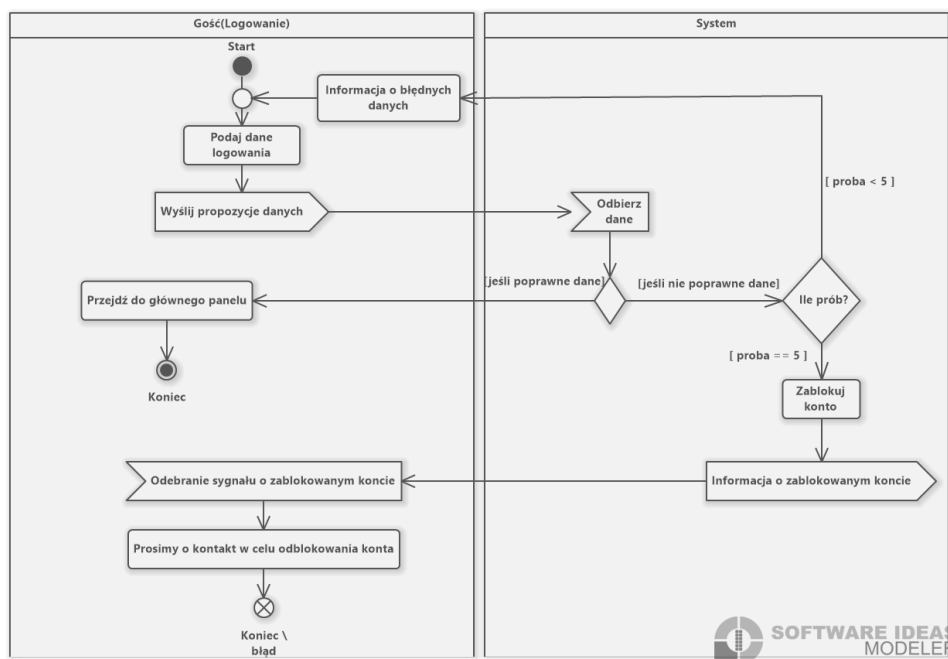 Gość(Logowanie)
System
Start
Informacja o błędnych
danych
Podaj dane
logowania
[ proba < 5 ]
Wyślij propozycje danych
Odbierz
dane
[jeśli poprawne dane]
[jeśli nie poprawne dane]
Przejdź do głównego panelu
Ile prób?
[ proba == 5 ]
Koniec
Zablokuj
konto
Odebranie sygnału o zablokowanym koncie
Informacja o zablokowanym koncie
Prosimy o kontakt w celu odblokowania konta
Koniec \
błąd
SOFTWARE IDEAS
MODELER